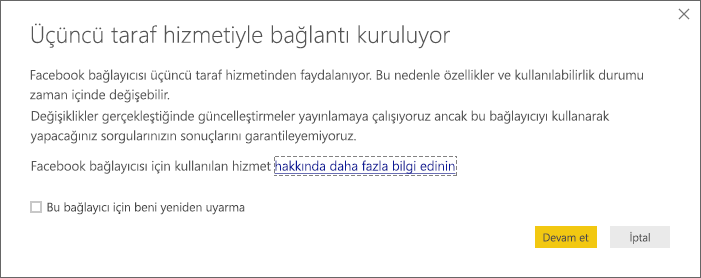 Üçüncü taraf hizmetiyle bağlantı kuruluyor
Facebook bağlayıcısı üçüncü taraf hizmetinden faydalanıyor. Bu nedenle özellikler ve kullanılabilirlik durumu
zaman içinde değişebilir.
Değişiklikler gerçekleştiğinde güncelleştirmeler yayınlamaya çalışıyoruz ancak bu bağlayıcıyı kullanarak
yapacağınız sorgularınızın sonuçlarını garantileyemiyoruz.
Facebook bağlayıcısı için kullanılan hizmet hakkında daha fazla bilgi edinin
Bu bağlayıcı için beni yeniden uyarma
Devam et İptal